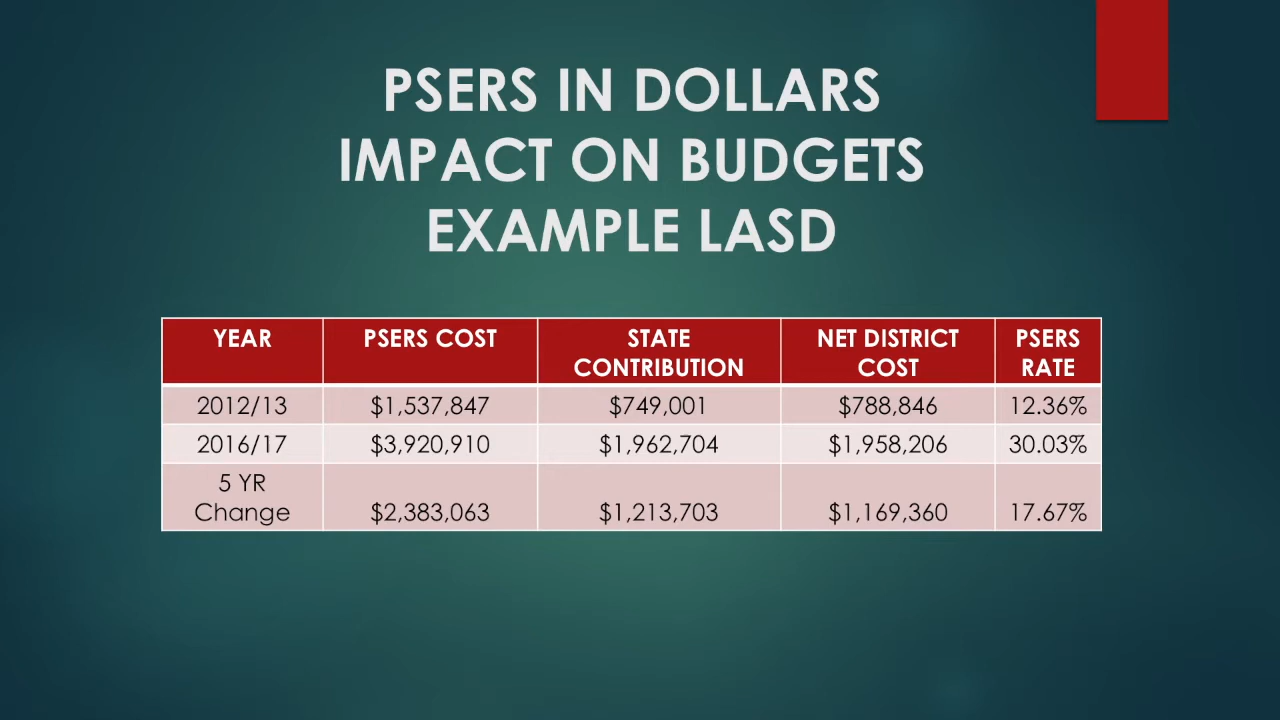 PSERS IN DOLLARS
IMPACT ON BUDGETS
EXAMPLE LASD
YEAR PSERS COST STATE CONTRIBUTION NET DISTRICT COST PSERS RATE
2012/13 $1,537,847 $749,001 $788,846 12.36%
2016/17 $3,920,910 $1,962,704 $1,958,206 30.03%
5 YR Change $2,383,063 $1,213,703 $1,169,360 17.67%